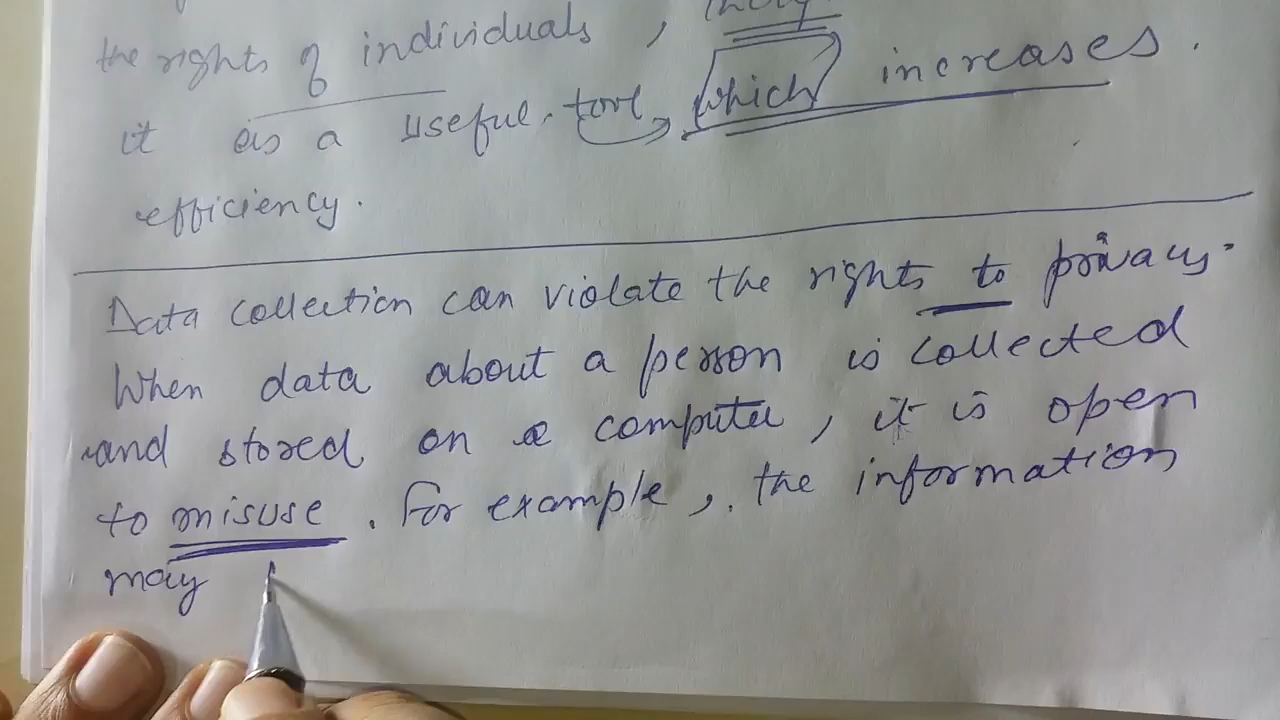 the rights of individuals ,
it is a useful tool, which increases.
efficiency.
Data collection can violate the rights to privacy.
When data about a person is collected
and stored on a computer, it is open
to misuse. For example, the information
may